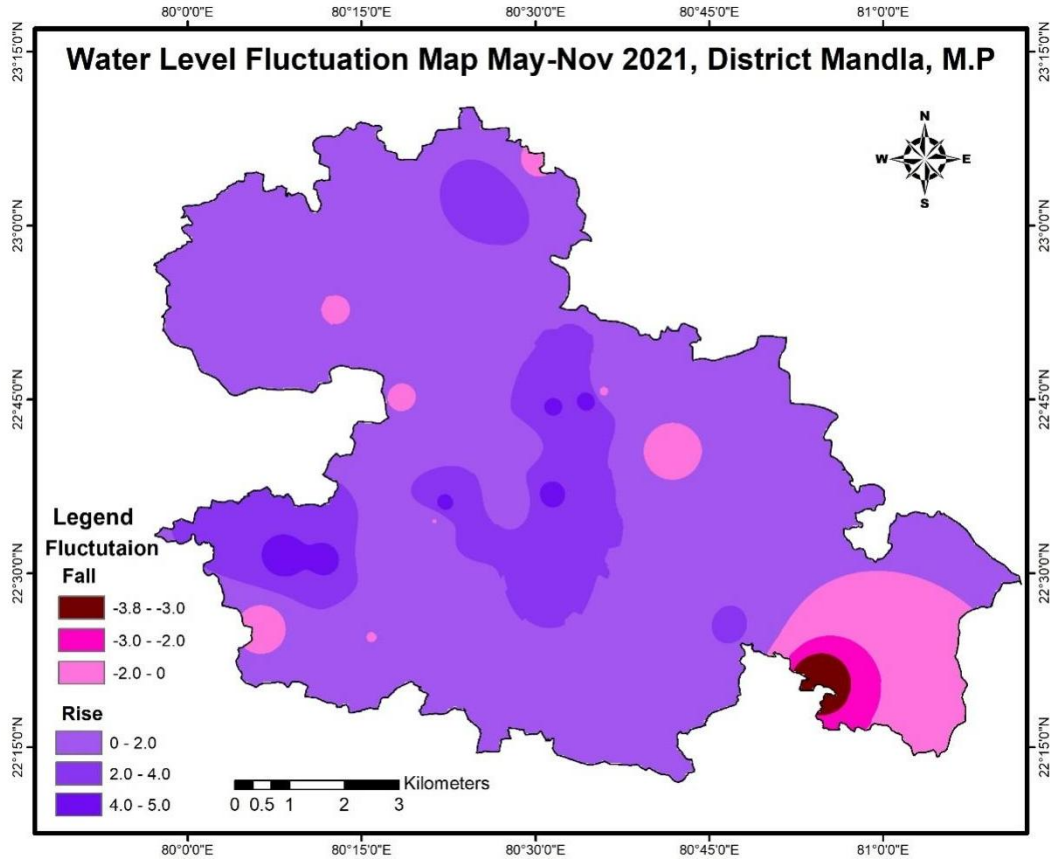 80°0'0"E 80°15'0"E 80°30'0"E 80°45'0"E 81°0'0"E
23°15'0"N
23°15'0"N
Water Level Fluctuation Map May-Nov 2021, District Mandla, M.P
N
W E
S
23°0'0"N
23°0'0"N
22°45'0"N
22°45'0"N
22°30'0"N
22°30'0"N
22°15'0"N
22°15'0"N
Legend
Fluctutaion
Fall
-3.8 - -3.0
-3.0 - -2.0
-2.0 - 0
Rise
0 - 2.0
2.0 - 4.0
4.0 - 5.0
Kilometers
0 0.5 1 2 3
80°0'0"E 80°15'0"E 80°30'0"E 80°45'0"E 81°0'0"E